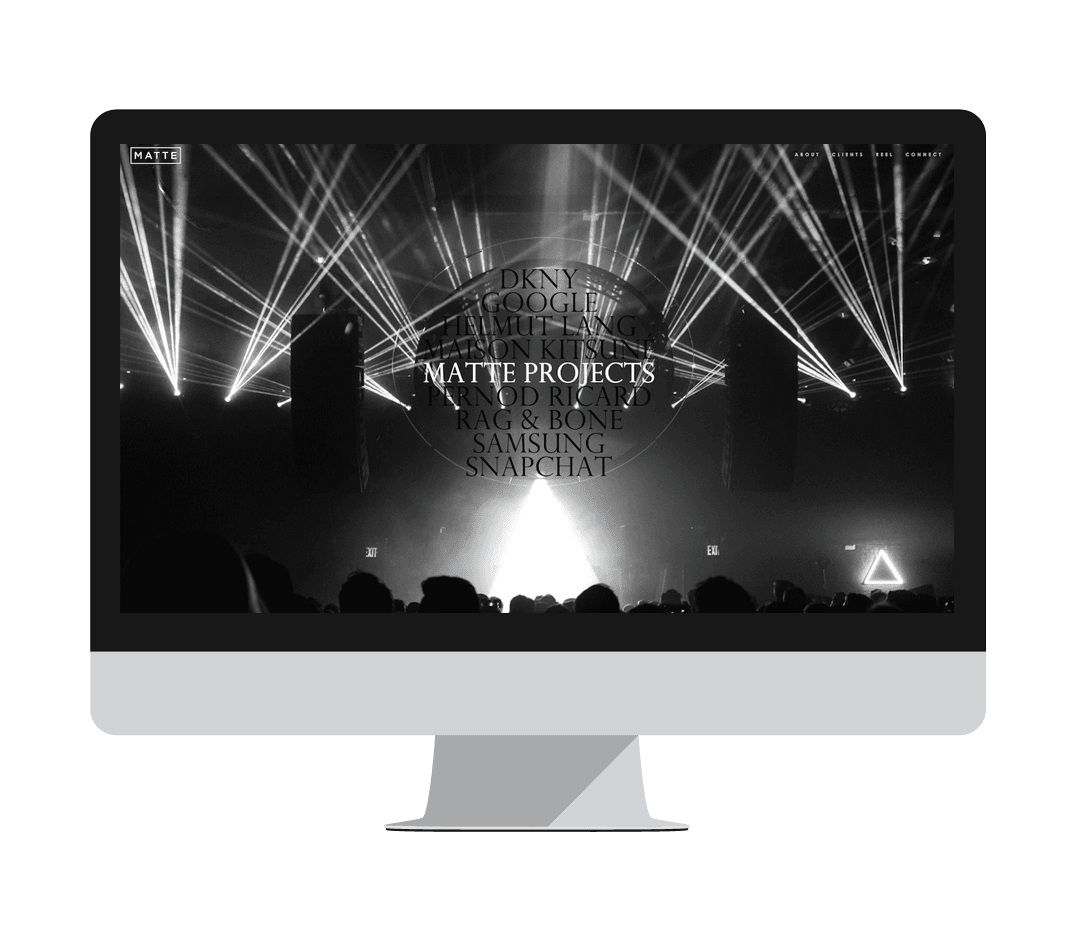 MATTE
ABOUT CLIENTS REEL CONNECT
DKNY
GOOGLE
HELMUT LANG
MAISON KITSUNÉ
MATTE PROJECTS
PERNOD RICARD
RAG & BONE
SAMSUNG
SNAPCHAT
EXIT
EXIT